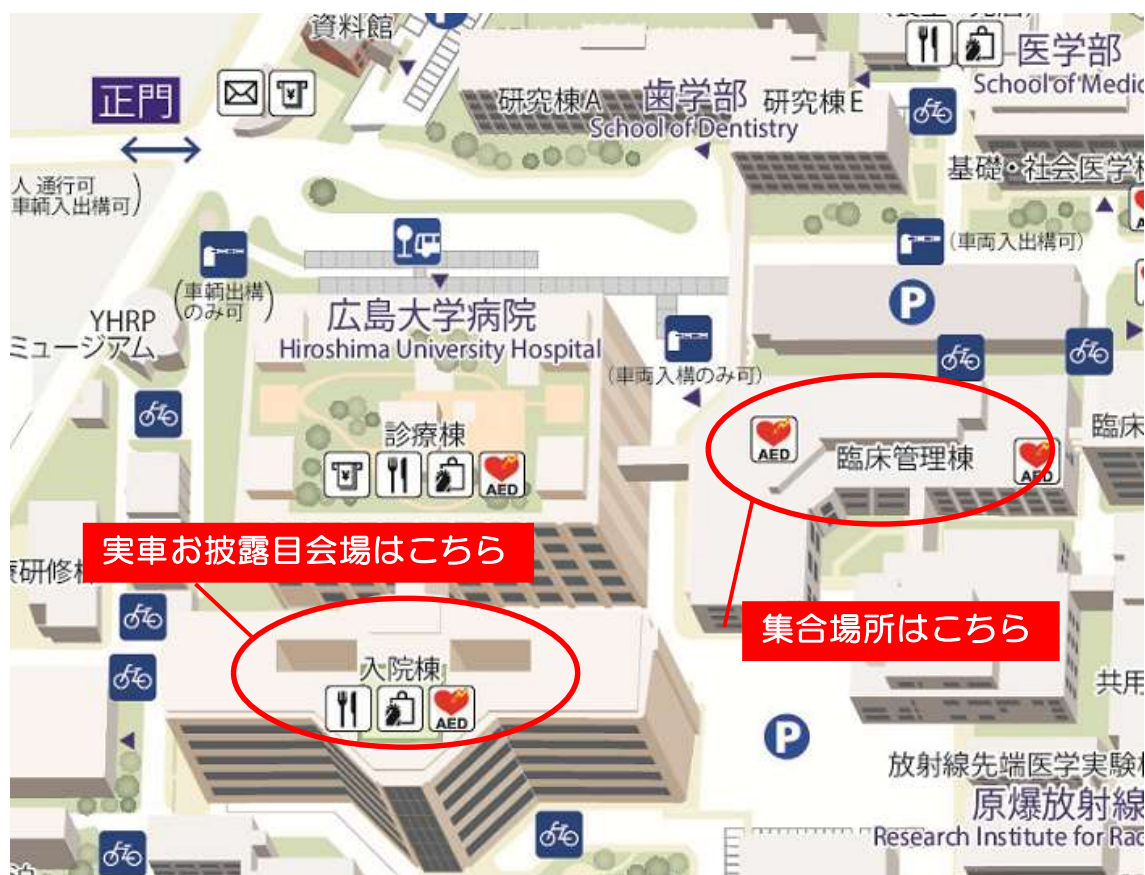 資料館
P
医学部
School of Medic
正門
研究棟A
歯学部
研究棟E
School of Dentistry
基礎・社会医学
人 通行可
車輌入出構可)
(車両入出構可)
(車輌出構
のみ可)
YHRP
ミュージアム
広島大学病院
Hiroshima University Hospital
P
(車両入構のみ可)
診療棟
AED
AED
臨床管理棟
AED
臨床
実車お披露目会場はこちら
研修
集合場所はこちら
入院棟
AED
共用
P
放射線先端医学実験
原爆放射線
Research Institute for Rad